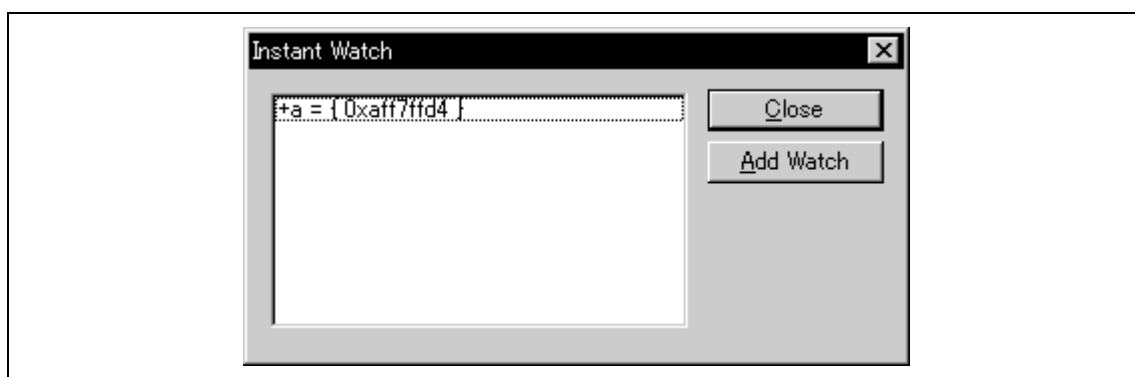 Instant Watch
+a = { 0xaff7ffd4 }
Close
Add Watch